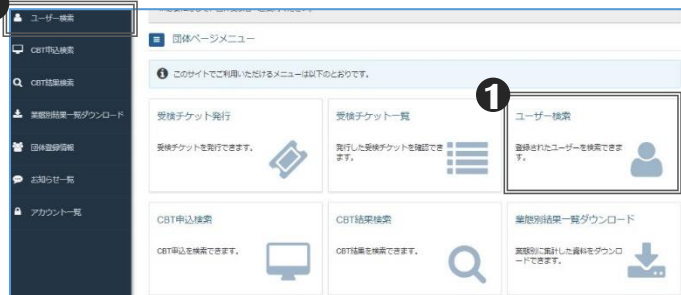 ユーザー検索
CBT申込検索
CBT結果検索
業態別結果一覧ダウンロード
団体登録情報
お知らせ一覧
アカウント一覧
団体ページメニュー
このサイトでご利用いただけるメニューは以下のとおりです。
1
受検チケット発行
受検チケットを発行できます。
受検チケット一覧
発行した受検チケットを確認でき
ます。
ユーザー検索
登録されたユーザーを検索できま
す。
CBT申込検索
CBT申込を検索できます。
CBT結果検索
CBT結果を検索できます。
業態別結果一覧ダウンロード
業態別に集計した資料をダウンロ
ードできます。